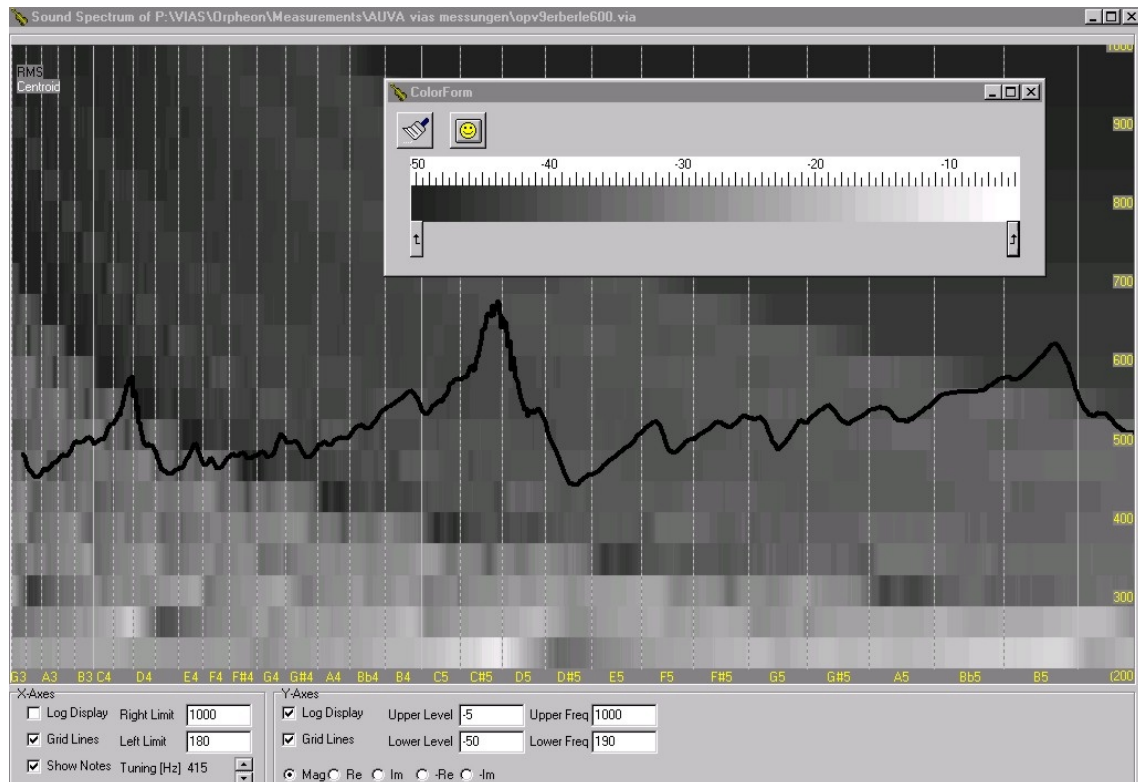 Sound Spectrum of P:\VIAS\Orpheon\Measurements\AUVA vias messungen\opv9erberle600.via
1000
RMS
Centroid
ColorForm
-50 -40 -30 -20 -10
900
800
700
600
500
400
300
G3 A3 B3 C4 D4 E4 F4 F#4 G4 G#4 A4 Bb4 B4 C5 C#5 D5 D#5 E5 F5 F#5 G5 G#5 A5 Bb5 B5 (200
X-Axes
Log Display Right Limit 1000
Grid Lines Left Limit 180
Show Notes Tuning [Hz] 415
Y-Axes
Log Display Upper Level -5 Upper Freq 1000
Grid Lines Lower Level -50 Lower Freq 190
Mag Re Im -Re -Im